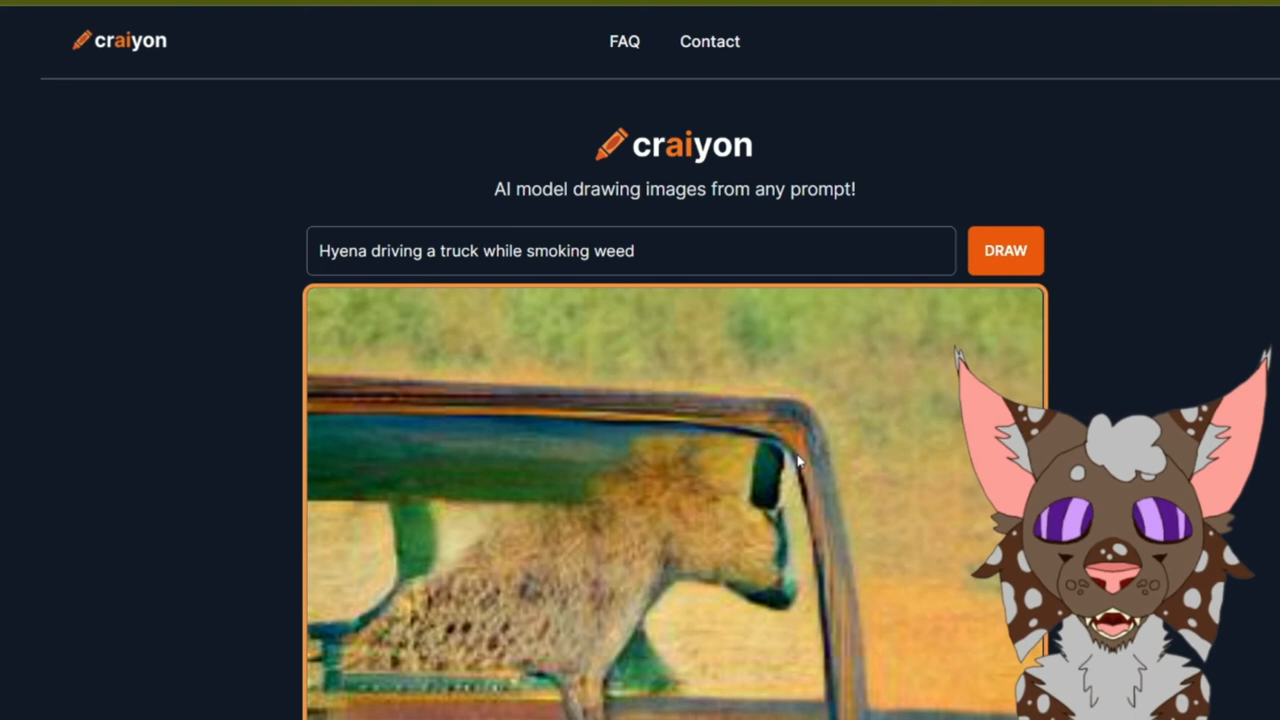 craiyon
FAQ
Contact
craiyon
AI model drawing images from any prompt!
Hyena driving a truck while smoking weed
DRAW